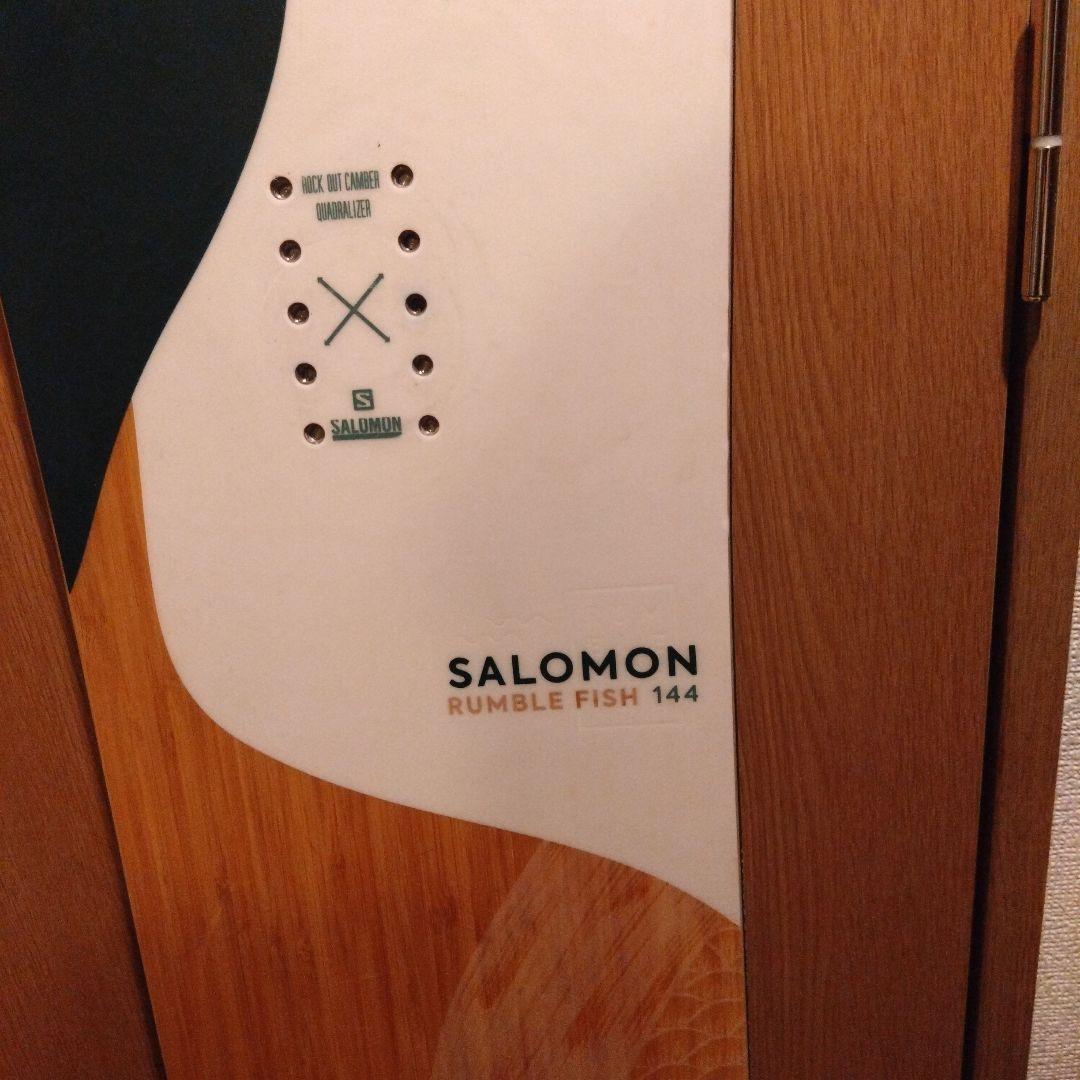 ROCK OUT CAMBER
QUADRALIZER
S
SALOMON
SALOMON
RUMBLE FISH 144